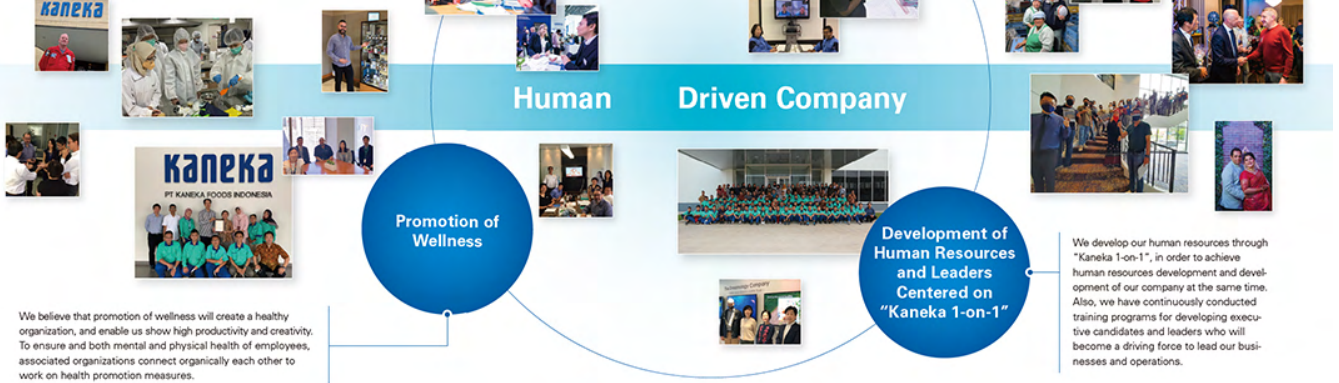 kaneka
Human Driven Company
kaneka
PT KANEKA FOODS INDONESIA
Promotion of
Wellness
Development of
Human Resources
and Leaders
Centered on
“Kaneka 1-on-1”
We believe that promotion of wellness will create a healthy
organization, and enable us show high productivity and creativity.
To ensure and both mental and physical health of employees,
associated organizations connect organically each other to
work on health promotion measures.
We develop our human resources through
“Kaneka 1-on-1”, in order to achieve
human resources development and devel-
opment of our company at the same time.
Also, we have continuously conducted
training programs for developing execu-
tive candidates and leaders who will
become a driving force to lead our busi-
nesses and operations.